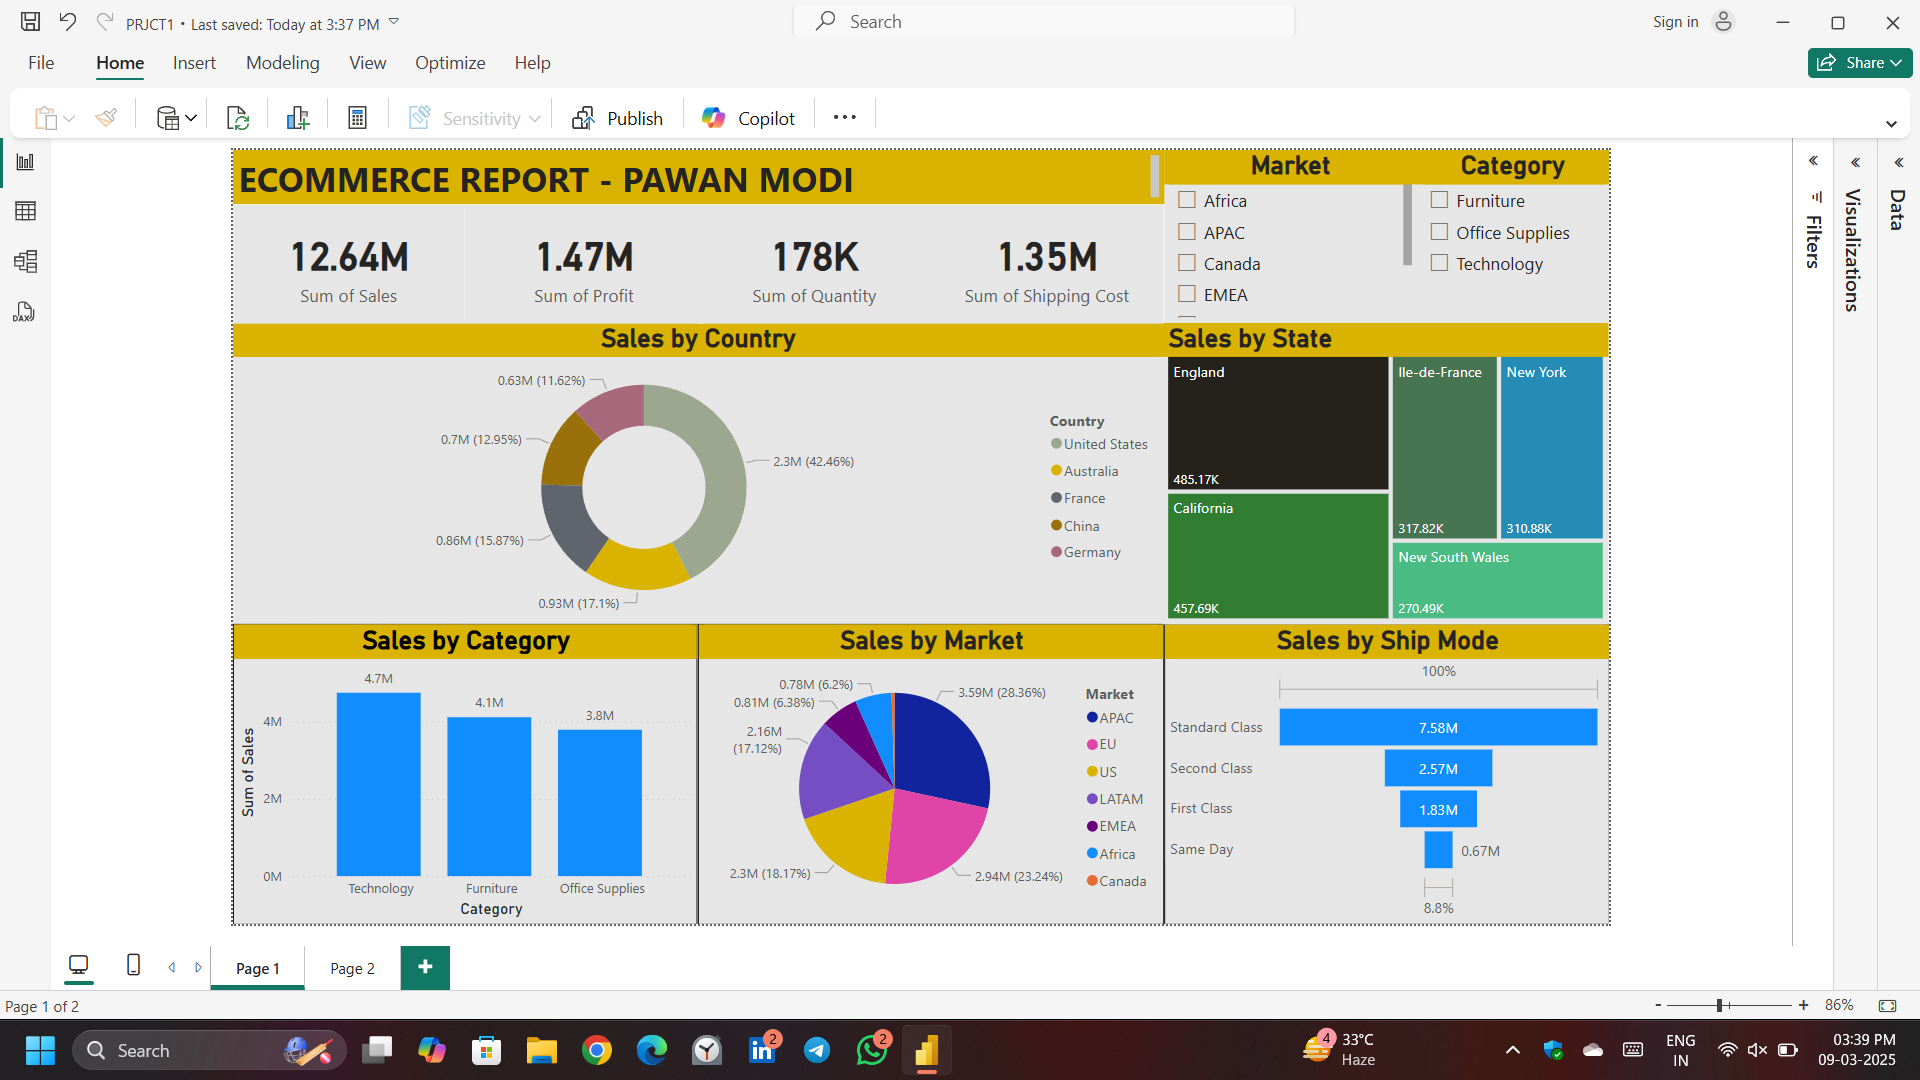 PRJCT1 • Last saved: Today at 3:37 PM
Search
Sign in
File
Home
Insert
Modeling
View
Optimize
Help
Share
Sensitivity
Publish
Copilot
ECOMMERCE REPORT - PAWAN MODI
12.64M
Sum of Sales
1.47M
Sum of Profit
178K
Sum of Quantity
1.35M
Sum of Shipping Cost
Market
Africa
APAC
Canada
EMEA
Category
Furniture
Office Supplies
Technology
Filters
Visualizations
Data
DAX
Sales by Country
0.63M (11.62%)
0.7M (12.95%)
2.3M (42.46%)
0.86M (15.87%)
0.93M (17.1%)
Country
United States
Australia
France
China
Germany
Sales by State
England
485.17K
California
457.69K
Ile-de-France
317.82K
New York
310.88K
New South Wales
270.49K
Sales by Category
Sum of Sales
4M
2M
0M
4.7M
4.1M
3.8M
Technology
Furniture
Office Supplies
Category
Sales by Market
0.78M (6.2%)
0.81M (6.38%)
2.16M
(17.12%)
2.3M (18.17%)
3.59M (28.36%)
2.94M (23.24%)
Market
APAC
EU
US
LATAM
EMEA
Africa
Canada
Sales by Ship Mode
100%
Standard Class
7.58M
Second Class
2.57M
First Class
1.83M
Same Day
0.67M
8.8%
Page 1
Page 2
+
Page 1 of 2
- + 86%
Search
2
2
4
33°C
Haze
ENG
IN
03:39 PM
09-03-2025